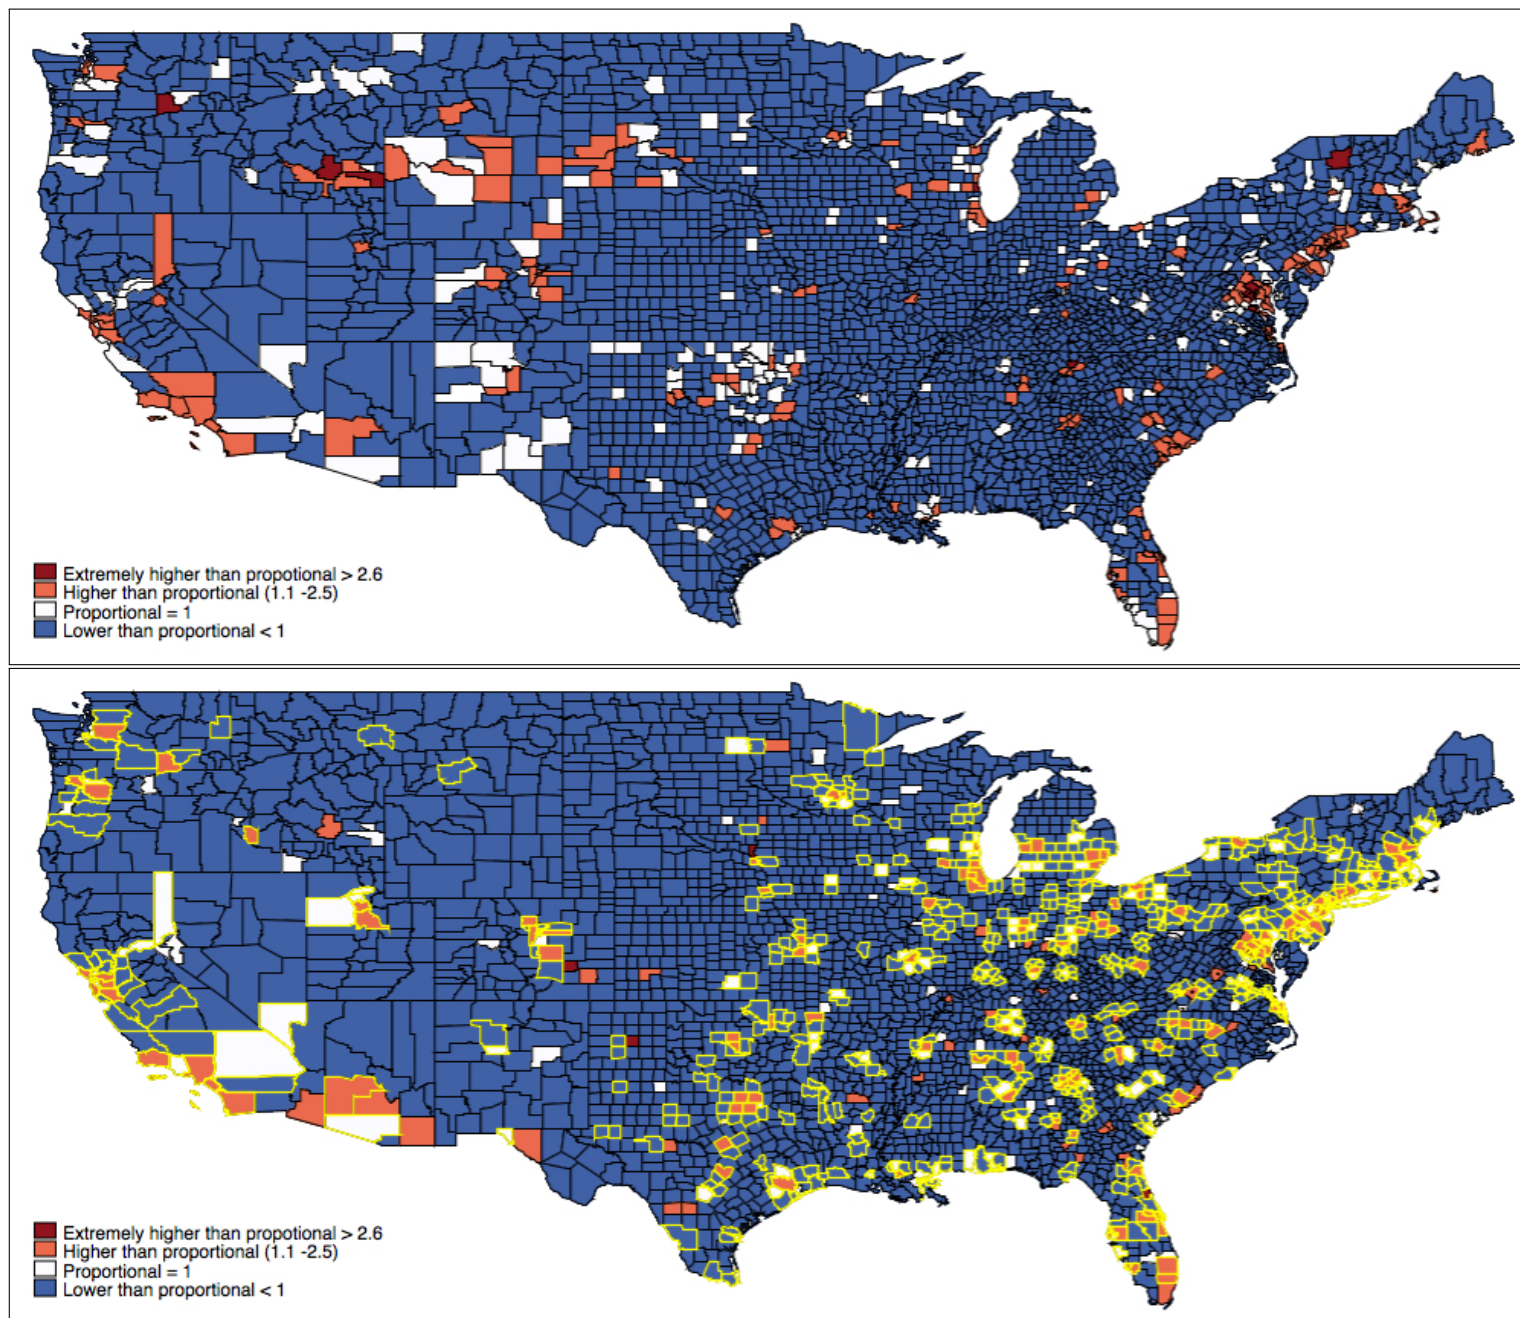 Extremely higher than propotional > 2.6
Higher than proportional (1.1 -2.5)
Proportional = 1
Lower than proportional < 1
Extremely higher than propotional > 2.6
Higher than proportional (1.1 -2.5)
Proportional = 1
Lower than proportional < 1